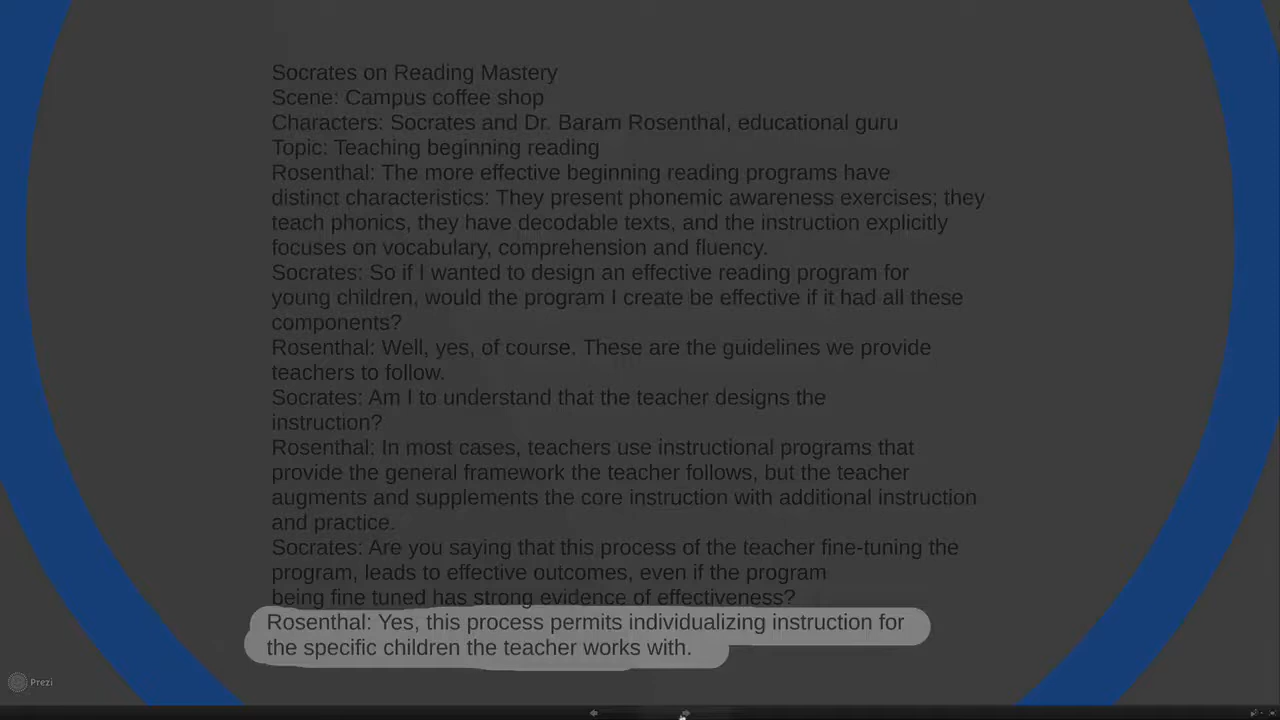 Socrates on Reading Mastery
Scene: Campus coffee shop
Characters: Socrates and Dr. Baram Rosenthal, educational guru
Topic: Teaching beginning reading
Rosenthal: The more effective beginning reading programs have
distinct characteristics: They present phonemic awareness exercises; they
teach phonics, they have decodable texts, and the instruction explicitly
focuses on vocabulary, comprehension and fluency.
Socrates: So if I wanted to design an effective reading program for
young children, would the program I create be effective if it had all these
components?
Rosenthal: Well, yes, of course. These are the guidelines we provide
teachers to follow.
Socrates: Am I to understand that the teacher designs the
instruction?
Rosenthal: In most cases, teachers use instructional programs that
provide the general framework the teacher follows, but the teacher
augments and supplements the core instruction with additional instruction
and practice.
Socrates: Are you saying that this process of the teacher fine-tuning the
program, leads to effective outcomes, even if the program
being fine tuned has strong evidence of effectiveness?
Rosenthal: Yes, this process permits individualizing instruction for
the specific children the teacher works with.
Prezi